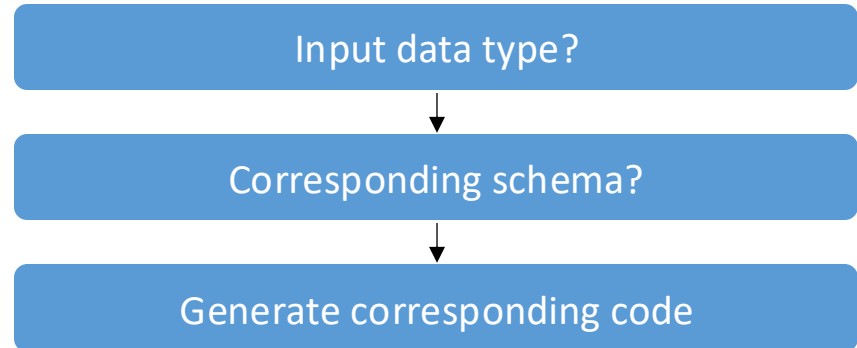 Input data type?
Corresponding schema?
Generate corresponding code